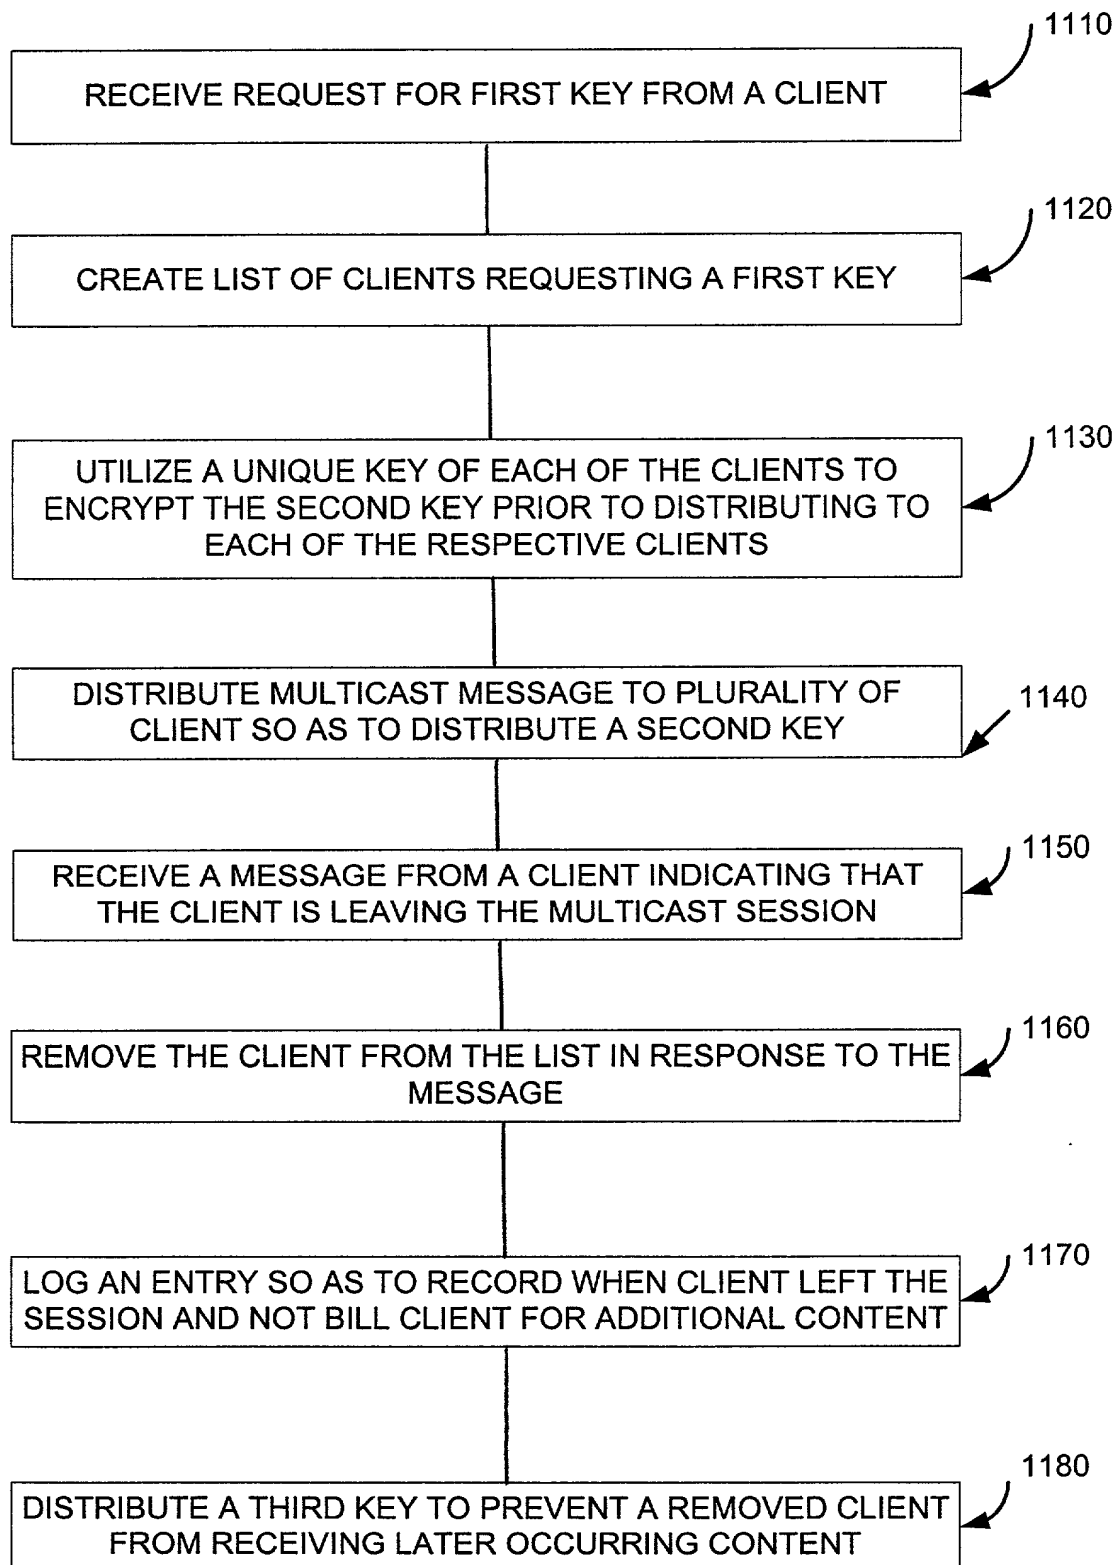 1110
RECEIVE REQUEST FOR FIRST KEY FROM A CLIENT
1120
CREATE LIST OF CLIENTS REQUESTING A FIRST KEY
1130
UTILIZE A UNIQUE KEY OF EACH OF THE CLIENTS TO
ENCRYPT THE SECOND KEY PRIOR TO DISTRIBUTING TO
EACH OF THE RESPECTIVE CLIENTS
DISTRIBUTE MULTICAST MESSAGE TO PLURALITY OF
CLIENT SO AS TO DISTRIBUTE A SECOND KEY
1140
1150
RECEIVE A MESSAGE FROM A CLIENT INDICATING THAT
THE CLIENT IS LEAVING THE MULTICAST SESSION
1160
REMOVE THE CLIENT FROM THE LIST IN RESPONSE TO THE
MESSAGE
1170
LOG AN ENTRY SO AS TO RECORD WHEN CLIENT LEFT THE
SESSION AND NOT BILL CLIENT FOR ADDITIONAL CONTENT
1180
DISTRIBUTE A THIRD KEY TO PREVENT A REMOVED CLIENT
FROM RECEIVING LATER OCCURRING CONTENT